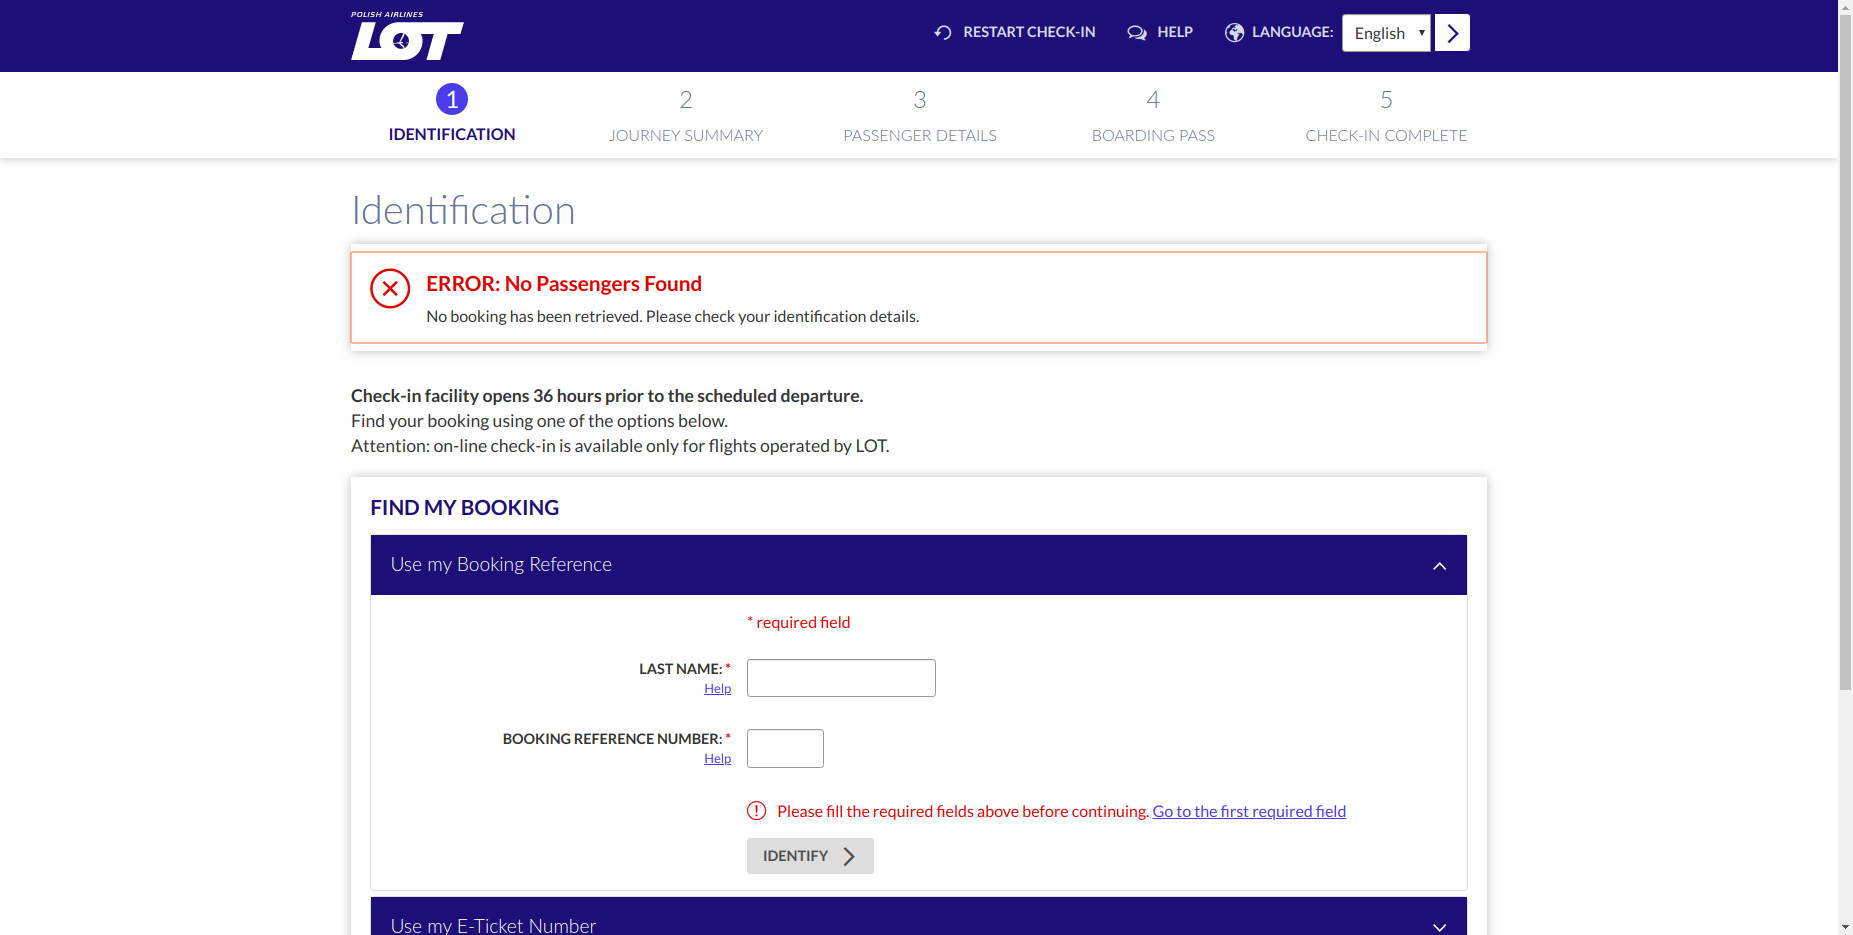 POLISH AIRLINES
LOT
RESTART CHECK-IN
HELP
LANGUAGE:
English
1
IDENTIFICATION
2
JOURNEY SUMMARY
3
PASSENGER DETAILS
4
BOARDING PASS
5
CHECK-IN COMPLETE
Identification
ERROR: No Passengers Found
No booking has been retrieved. Please check your identification details.
Check-in facility opens 36 hours prior to the scheduled departure.
Find your booking using one of the options below.
Attention: on-line check-in is available only for flights operated by LOT.
FIND MY BOOKING
Use my Booking Reference
* required field
LAST NAME: *
Help
BOOKING REFERENCE NUMBER: *
Help
Please fill the required fields above before continuing. Go to the first required field
IDENTIFY
Use my E-Ticket Number